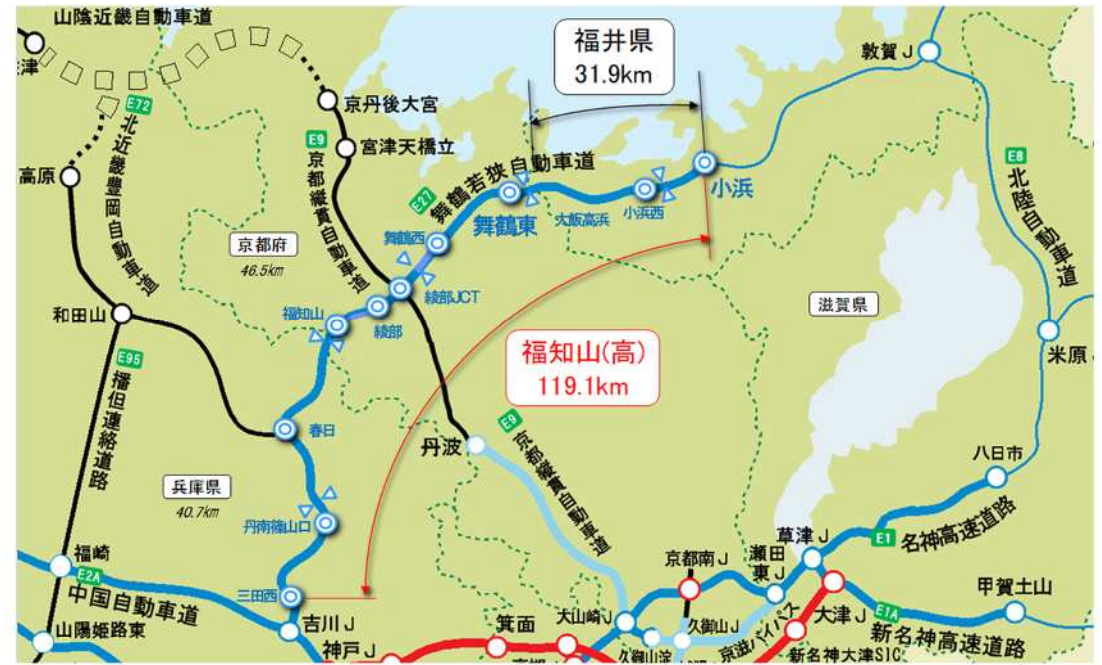 山陰近畿自動車道
福井県
31.9km
敦賀J
E72
北近畿豊岡自動車道
京丹後大宮
E9
京都縦貫自動車道
宮津天橋立
高原
E27
舞鶴若狭自動車道
小浜
小浜西
大飯高浜
舞鶴東
舞鶴西
E8
北陸自動車道
京都府
46.5km
綾部JCT
綾部
福知山
滋賀県
和田山
米原J
E95
播但連絡道路
福知山(高)
119.1km
春日
丹波
E9
京都縦貫自動車道
八日市
兵庫県
40.7km
丹南篠山口
草津J
E1
名神高速道路
福崎
E2A
中国自動車道
三田西
京都南J
瀬田
東J
甲賀土山
大山崎J
久御山J
京滋バイパス
大津J
E1A
新名神高速道路
山陽姫路東
吉川J
神戸J
箕面
久御山淀
新名神大津SIC